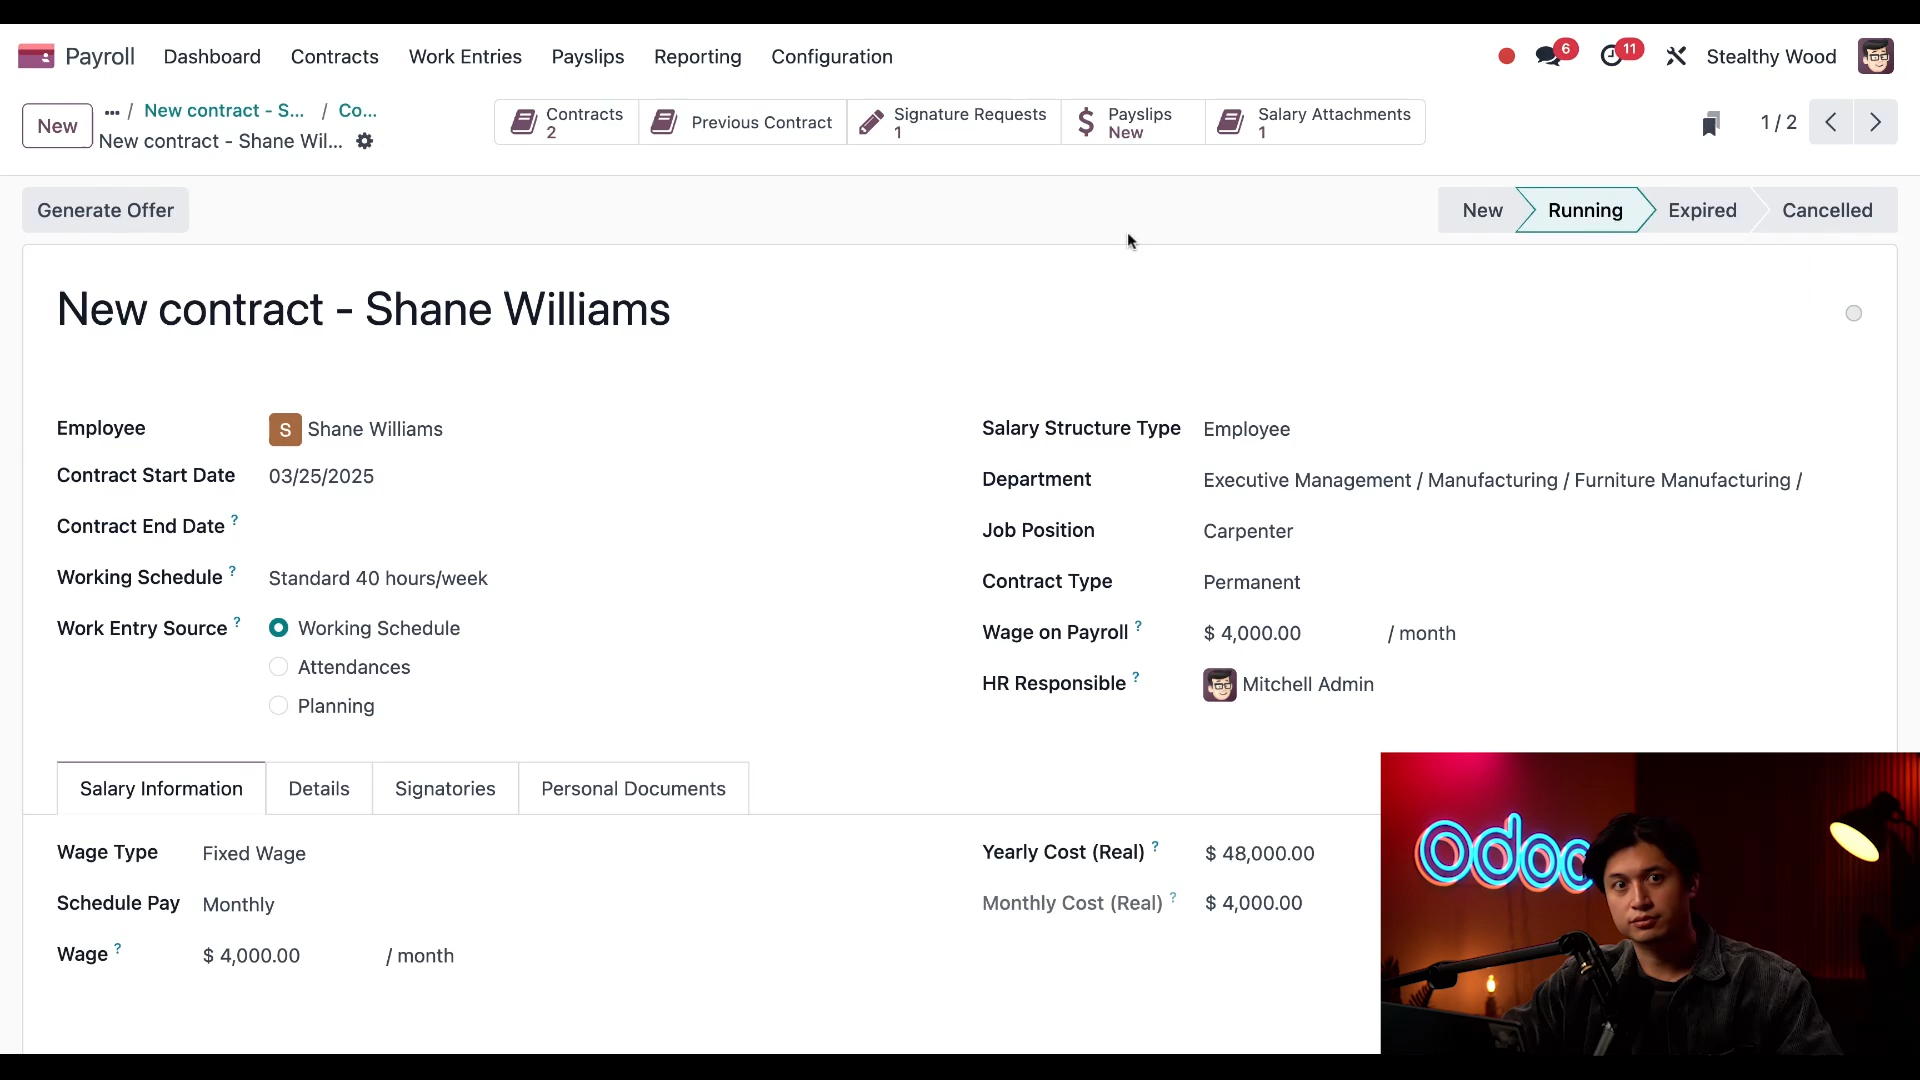 Payroll Dashboard Contracts Work Entries Payslips Reporting Configuration 6 11 Stealthy Wood
New ... / New contract - S... / Co...
New contract - Shane Wil...
Contracts 2 Previous Contract Signature Requests 1 Payslips New Salary Attachments 1 1 / 2
Generate Offer New Running Expired Cancelled
New contract - Shane Williams
Employee S Shane Williams Salary Structure Type Employee
Contract Start Date 03/25/2025 Department Executive Management / Manufacturing / Furniture Manufacturing /
Contract End Date ? Job Position Carpenter
Working Schedule ? Standard 40 hours/week Contract Type Permanent
Work Entry Source ? Working Schedule Wage on Payroll ? $ 4,000.00 / month
Attendances HR Responsible ? Mitchell Admin
Planning
Salary Information Details Signatories Personal Documents
Wage Type Fixed Wage Yearly Cost (Real) ? $ 48,000.00
Schedule Pay Monthly Monthly Cost (Real) ? $ 4,000.00
Wage ? $ 4,000.00 / month
odoo